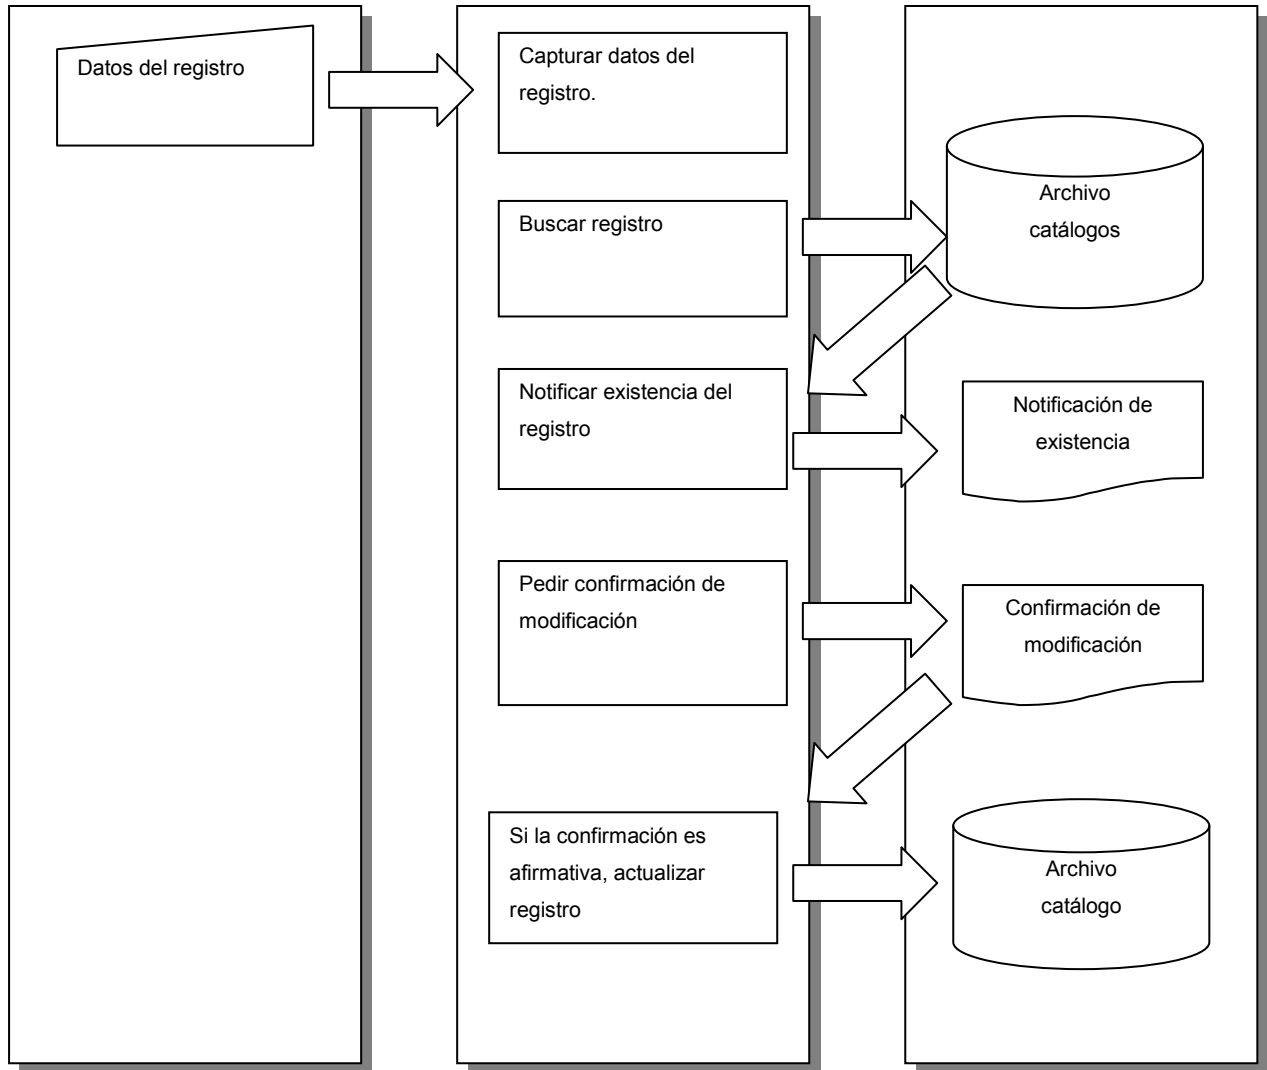 Datos del registro
Capturar datos del
registro.
Buscar registro
Archivo
catálogos
Notificar existencia del
registro
Notificación de
existencia
Pedir confirmación de
modificación
Confirmación de
modificación
Si la confirmación es
afirmativa, actualizar
registro
Archivo
catálogo